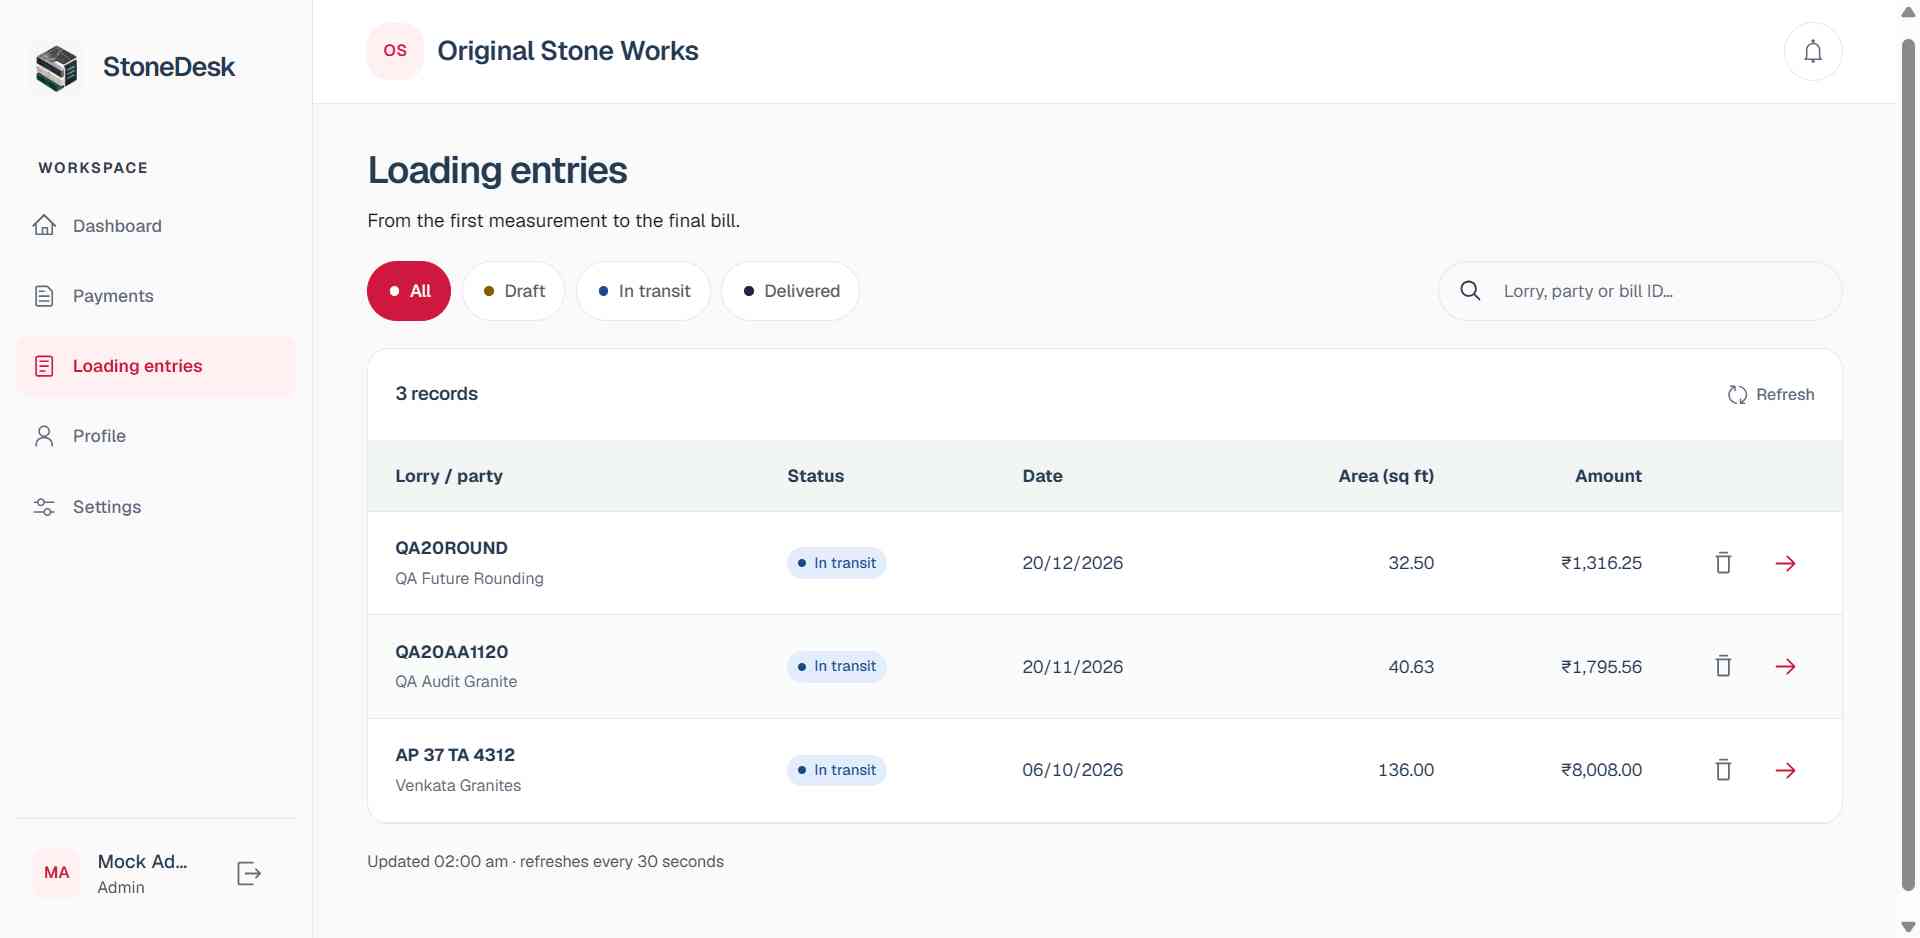 StoneDesk
WORKSPACE
Dashboard
Payments
Loading entries
Profile
Settings
MA
Mock Ad...
Admin
OS
Original Stone Works
Loading entries
From the first measurement to the final bill.
All
Draft
In transit
Delivered
Lorry, party or bill ID...
3 records
Refresh
Lorry / party Status Date Area (sq ft) Amount
QA20ROUND
QA Future Rounding
In transit 20/12/2026 32.50 ₹1,316.25
QA20AA1120
QA Audit Granite
In transit 20/11/2026 40.63 ₹1,795.56
AP 37 TA 4312
Venkata Granites
In transit 06/10/2026 136.00 ₹8,008.00
Updated 02:00 am · refreshes every 30 seconds